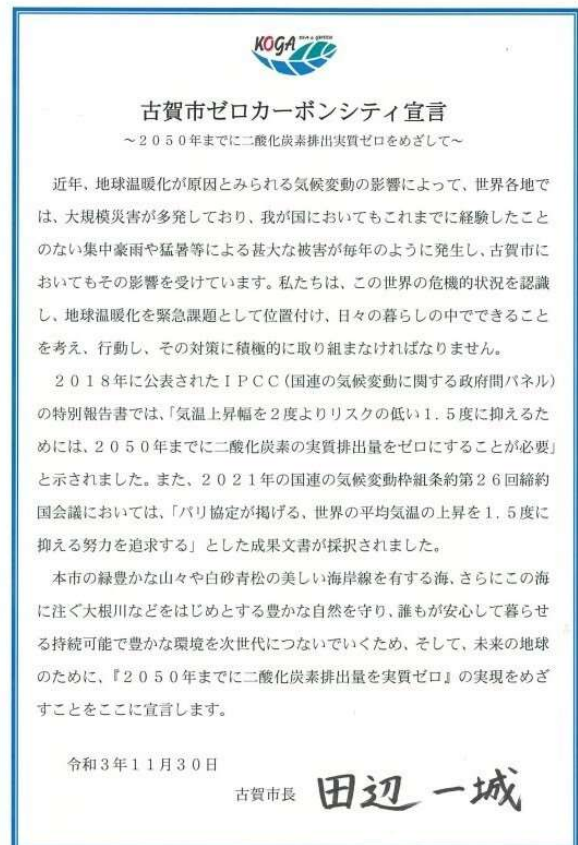 KOGA
古賀市ゼロカーボンシティ宣言
～２０５０年までに二酸化炭素排出実質ゼロをめざして～
近年、地球温暖化が原因とみられる気候変動の影響によって、世界各地で
は、大規模災害が多発しており、我が国においてもこれまでに経験したこと
のない集中豪雨や猛暑等による甚大な被害が毎年のように発生し、古賀市に
おいてもその影響を受けています。私たちは、この世界の危機的状況を認識
し、地球温暖化を緊急課題として位置付け、日々の暮らしの中でできること
を考え、行動し、その対策に積極的に取り組まなければなりません。
２０１８年に公表されたＩＰＣＣ(国連の気候変動に関する政府間パネル)
の特別報告書では、「気温上昇幅を２度よりリスクの低い１.５度に抑えるた
めには、２０５０年までに二酸化炭素の実質排出量をゼロにすることが必要」
と示されました。また、２０２１年の国連の気候変動枠組条約第２６回締約
国会議においては、「パリ協定が掲げる、世界の平均気温の上昇を１.５度に
抑える努力を追求する」とした成果文書が採択されました。
本市の緑豊かな山々や白砂青松の美しい海岸線を有する海、さらにこの海
に注ぐ大根川などをはじめとする豊かな自然を守り、誰もが安心して暮らせ
る持続可能で豊かな環境を次世代につないでいくため、そして、未来の地球
のために、『２０５０年までに二酸化炭素排出量を実質ゼロ』の実現をめざ
すことをここに宣言します。
令和３年１１月３０日
古賀市長 田辺 一城